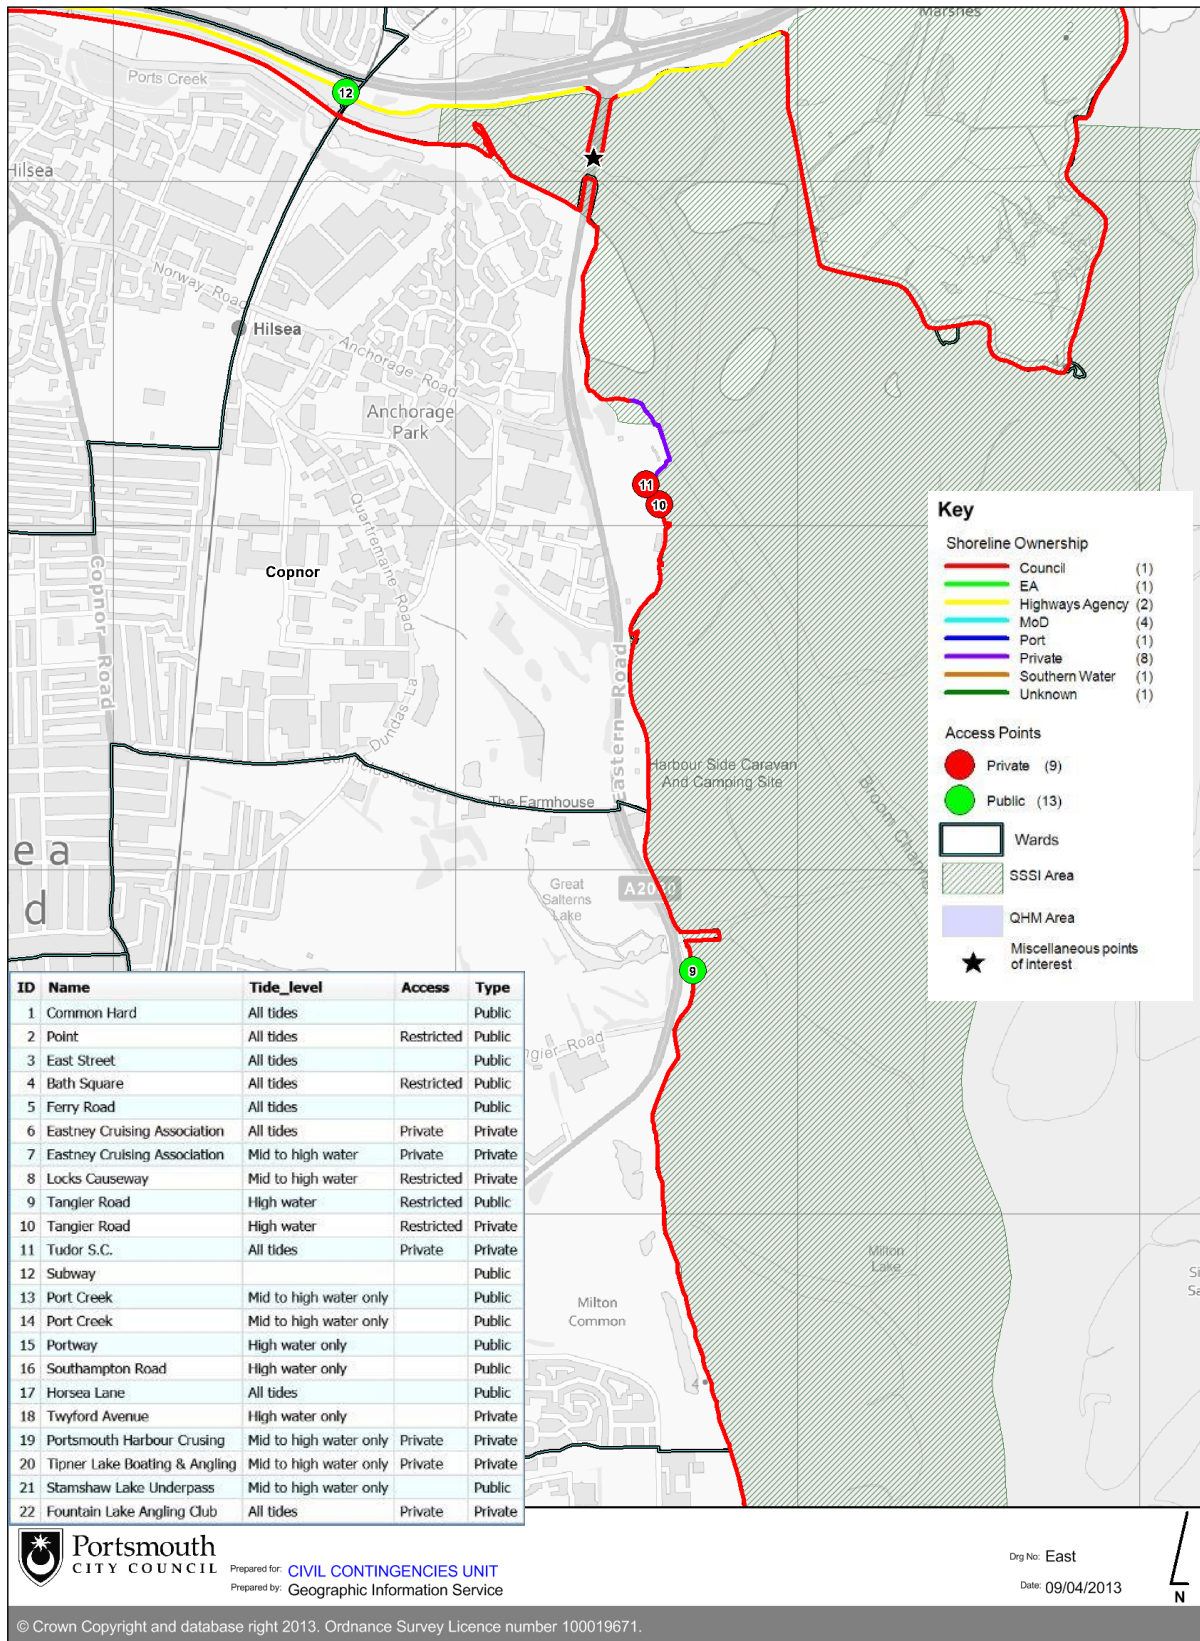 Marshes
2
Ports Creek
12
Hilsea
Norway Road
Hilsea
Anchorage Road
Anchorage
Park
4
11
10
Quartremaine Road
Copnor
Copnor Road
Eastern Road
Dundas La
Burrfields Road
Harbour Side Caravan
And Camping Site
The Farmhouse
Broom Channel
ea
d
Great
Salterns
Lake
A2030
9
ngier Road
Milton
Lake
Milton
Common
4
Si
Sa
Key
Shoreline Ownership
Council (1)
EA (1)
Highways Agency (2)
MoD (4)
Port (1)
Private (8)
Southern Water (1)
Unknown (1)
Access Points
Private (9)
Public (13)
Wards
SSSI Area
QHM Area
Miscellaneous points
of interest
ID Name Tide_level Access Type
1 Common Hard All tides Public
2 Point All tides Restricted Public
3 East Street All tides Public
4 Bath Square All tides Restricted Public
5 Ferry Road All tides Public
6 Eastney Cruising Association All tides Private Private
7 Eastney Cruising Association Mid to high water Private Private
8 Locks Causeway Mid to high water Restricted Private
9 Tangier Road High water Restricted Public
10 Tangier Road High water Restricted Private
11 Tudor S.C. All tides Private Private
12 Subway Public
13 Port Creek Mid to high water only Public
14 Port Creek Mid to high water only Public
15 Portway High water only Public
16 Southampton Road High water only Public
17 Horsea Lane All tides Public
18 Twyford Avenue High water only Private
19 Portsmouth Harbour Crusing Mid to high water only Private Private
20 Tipner Lake Boating & Angling Mid to high water only Private Private
21 Stamshaw Lake Underpass Mid to high water only Public
22 Fountain Lake Angling Club All tides Private Private
Portsmouth
CITY COUNCIL
Prepared for: CIVIL CONTINGENCIES UNIT
Prepared by: Geographic Information Service
Drg No: East
Date: 09/04/2013
N
© Crown Copyright and database right 2013. Ordnance Survey Licence number 100019671.